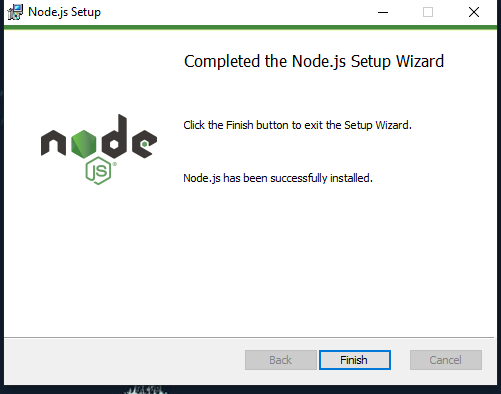 Node.js Setup
Completed the Node.js Setup Wizard
Click the Finish button to exit the Setup Wizard.
node
JS
®
Node.js has been successfully installed.
Back
Finish
Cancel